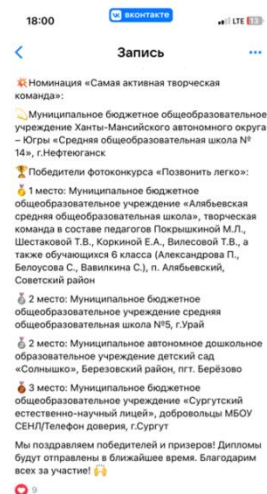 18:00
вконтакте
LTE 13
Запись
💥Номинация «Самая активная творческая
команда»:
💫Муниципальное бюджетное общеобразовательное
учреждение Ханты-Мансийского автономного округа
– Югры «Средняя общеобразовательная школа №
14», г.Нефтеюганск
🏆Победители фотоконкурса «Позвонить легко»:
🥇1 место: Муниципальное бюджетное
общеобразовательное учреждение «Алябьевская
средняя общеобразовательная школа», творческая
команда в составе педагогов Покрышкиной М.Л.,
Шестаковой Т.В., Коркиной Е.А., Вилесовой Т.В., а
также обучающихся 6 класса (Александрова П.,
Белоусова С., Вавилкина С.), п. Алябьевский,
Советский район
🥈2 место: Муниципальное бюджетное
общеобразовательное учреждение средняя
общеобразовательная школа №5, г.Урай
🥈2 место: Муниципальное автономное дошкольное
образовательное учреждение детский сад
«Солнышко», Березовский район, пгт. Берёзово
🥉3 место: Муниципальное бюджетное
общеобразовательное учреждение «Сургутский
естественно-научный лицей», добровольцы МБОУ
СЕНЛ/Телефон доверия, г.Сургут
Мы поздравляем победителей и призеров! Дипломы
будут отправлены в ближайшее время. Благодарим
всех за участие! 🙌
9